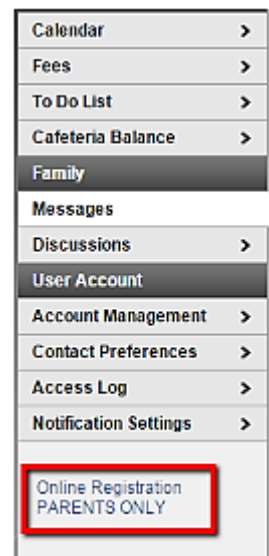 Calendar
Fees
To Do List
Cafeteria Balance
Family
Messages
Discussions
User Account
Account Management
Contact Preferences
Access Log
Notification Settings
Online Registration
PARENTS ONLY